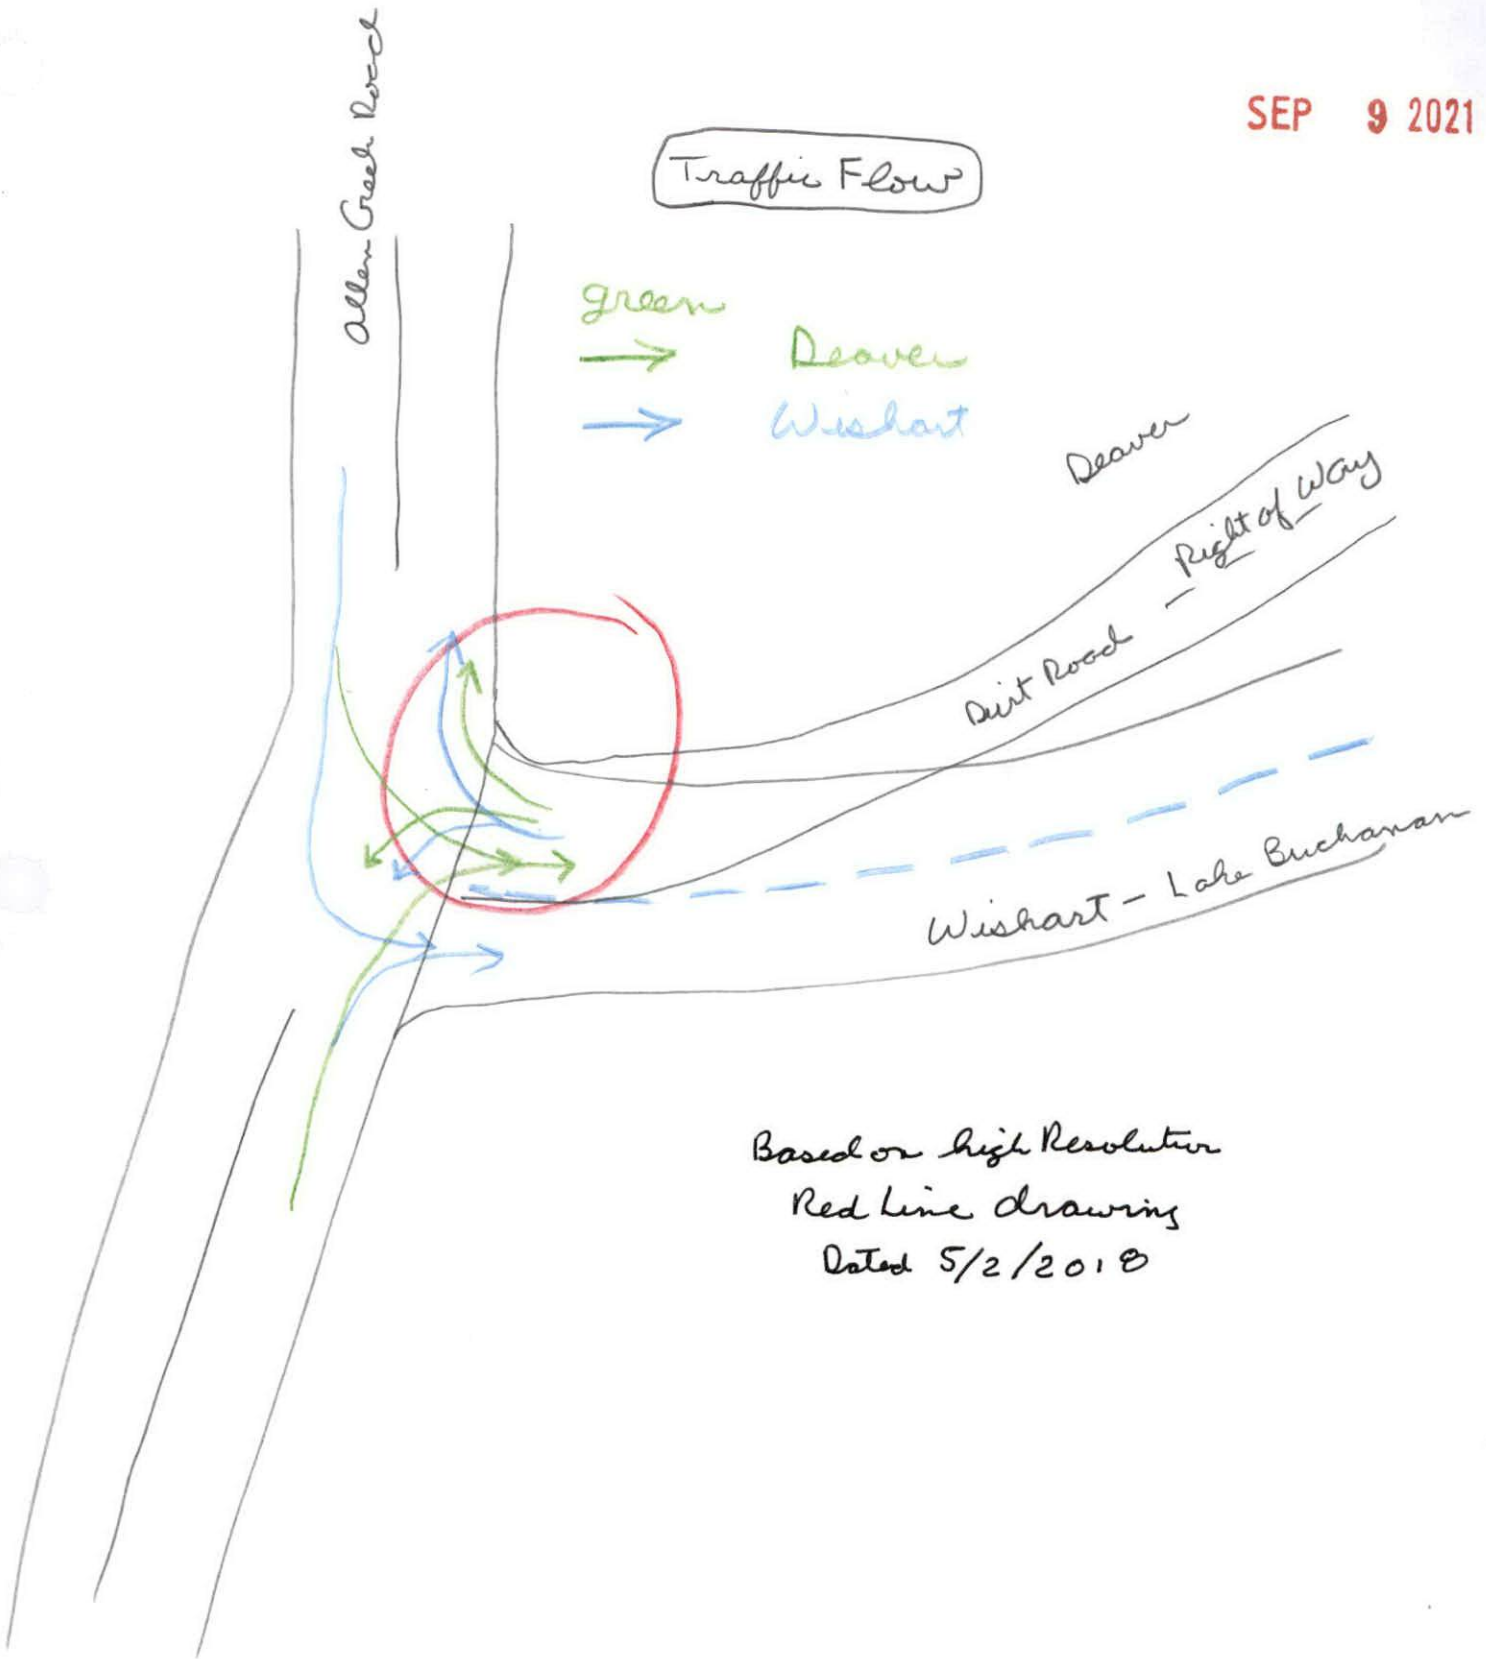 SEP 9 2021
Allen Creek Road
Traffic Flow
green
Deaver
Wishart
Deaver
Dirt Road - Right of Way
Wishart - Lake Buchanan
Based on high Resolution
Red Line drawing
Dated 5/2/2018